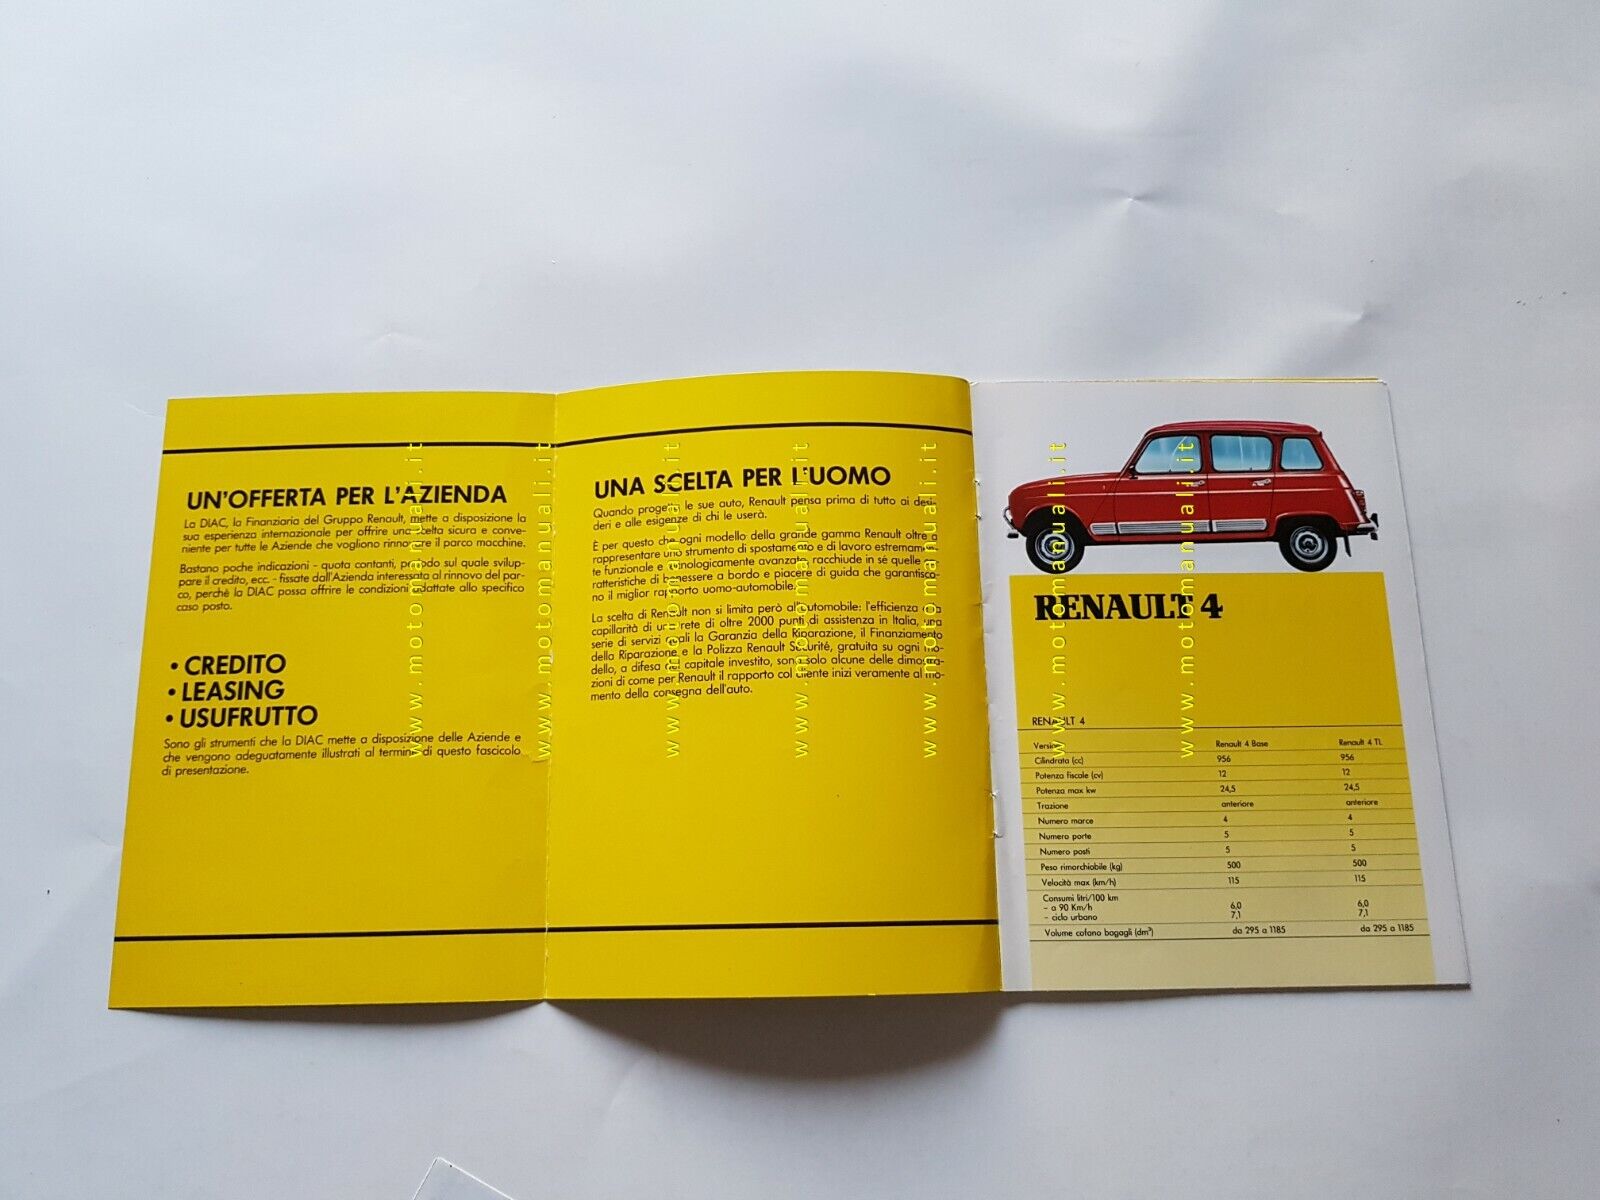 UN'OFFERTA PER L'AZIENDA
La DIAC, la Finanziaria del Gruppo Renault, mette a disposizione la
sua esperienza internazionale per offrire una scelta sicura e conve-
niente per tutte le Aziende che vogliono rinnovare il parco macchine.
Bastano poche indicazioni - quota contanti, periodo sul quale svilup-
pare il credito, ecc. - fissate dall'Azienda interessata al rinnovo del par-
co, perchè la DIAC possa offrire le condizioni adattate allo specifico
caso posto.
• CREDITO
• LEASING
• USUFRUTTO
Sono gli strumenti che la DIAC mette a disposizione delle Aziende e
che vengono adeguatamente illustrati al termine di questo fascicolo
di presentazione.
UNA SCELTA PER L'UOMO
Quando progetta le sue auto, Renault pensa prima di tutto ai desi-
deri e alle esigenze di chi le userà.
È per questo che ogni modello della grande gamma Renault oltre a
rappresentare uno strumento di spostamento e di lavoro estremamen-
te funzionale e tecnologicamente avanzato, racchiude in sé quelle ca-
ratteristiche di benessere a bordo e piacere di guida che garantisco-
no il miglior rapporto uomo-automobile.
La scelta di Renault non si limita però all'automobile: l'efficienza e la
capillarità di una rete di oltre 2000 punti di assistenza in Italia, una
serie di servizi quali la Garanzia della Riparazione, il Finanziamento
della Riparazione e la Polizza Renault Sécurité, gratuita su ogni mo-
dello, a difesa del capitale investito, sono solo alcune delle dimostra-
zioni di come per Renault il rapporto col cliente inizi veramente al mo-
mento della consegna dell'auto.
RENAULT 4
RENAULT 4
Versione Renault 4 Base Renault 4 TL
Cilindrata (cc) 956 956
Potenza fiscale (cv) 12 12
Potenza max kw 24,5 24,5
Trazione anteriore anteriore
Numero marce 4 4
Numero porte 5 5
Numero posti 5 5
Peso rimorchiabile (kg) 500 500
Velocità max (km/h) 115 115
Consumi litri/100 km
- a 90 Km/h 6,0 6,0
- ciclo urbano 7,1 7,1
Volume cofano bagagli (dm³) da 295 a 1185 da 295 a 1185
www.motomanuali.it
www.motomanuali.it
www.motomanuali.it
www.motomanuali.it
www.motomanuali.it
www.motomanuali.it
www.motomanuali.it